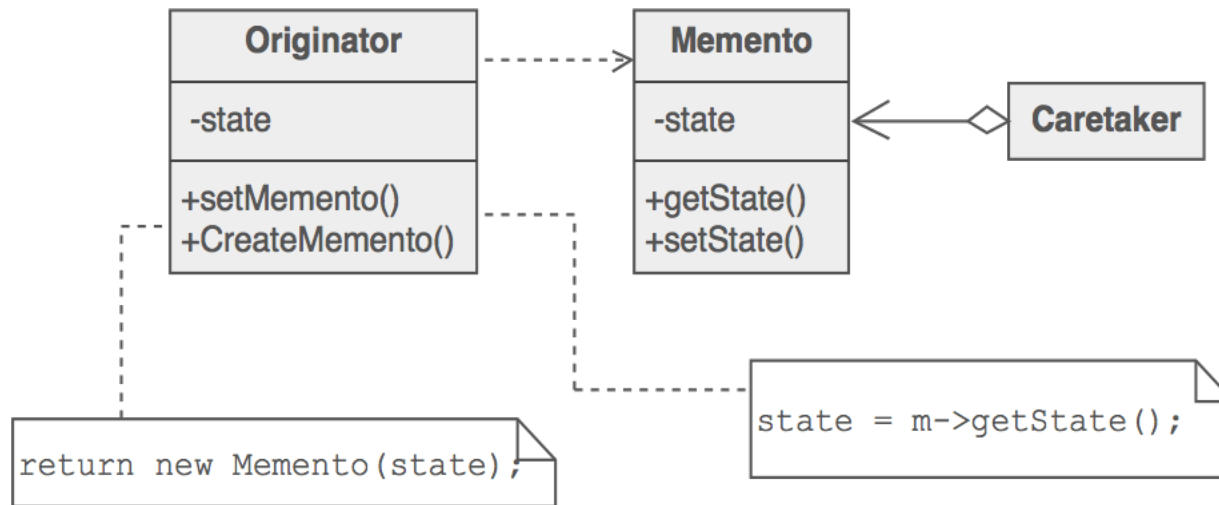 Originator
-state
+setMemento()
+CreateMemento()
Memento
-state
+getState()
+setState()
Caretaker
return new Memento(state);
state = m->getState();